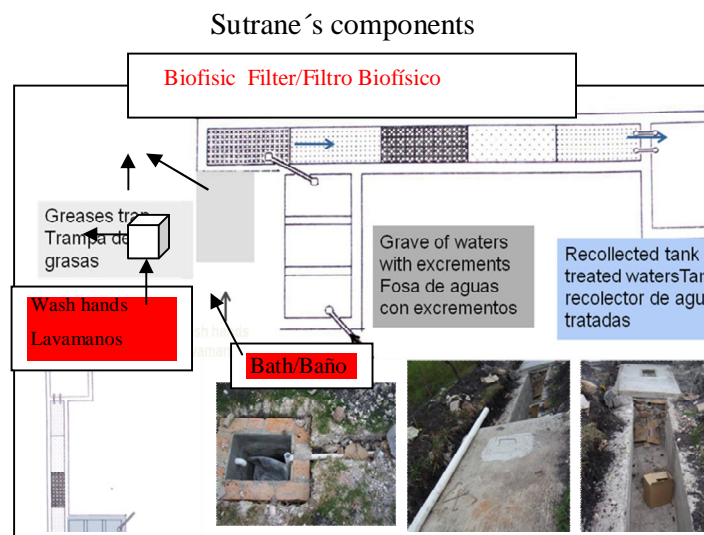 Sutrane´s components
Biofisic Filter/Filtro Biofísico
Greases trap
Trampa de
grasas
Grave of waters
with excrements
Fosa de aguas
con excrementos
Recollected tank
treated watersTan
recolector de agu
tratadas
Wash hands
Lavamanos
Bath/Baño